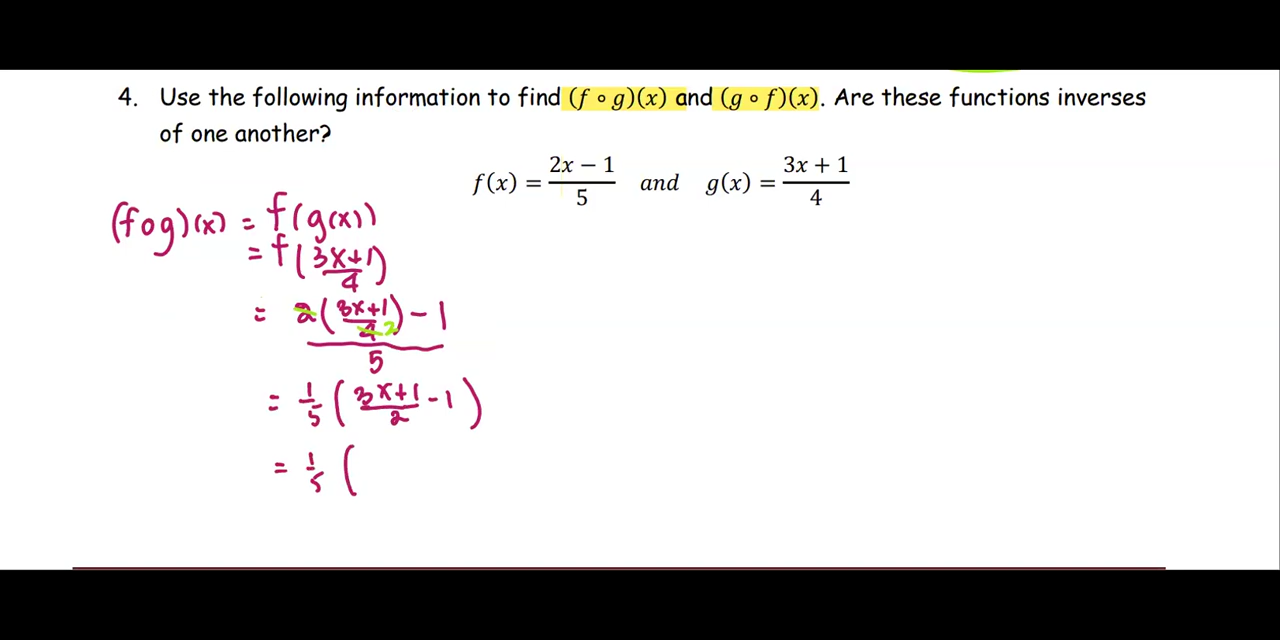 4. Use the following information to find (f ∘ g)(x) and (g ∘ f)(x). Are these functions inverses
of one another?
f(x) = (2x − 1)/5 and g(x) = (3x + 1)/4
(fog)(x) = f(g(x))
= f((3x+1)/4)
= (2((3x+1)/4 2) - 1)/5
= 1/5 ((3x+1)/2 - 1)
= 1/5 (